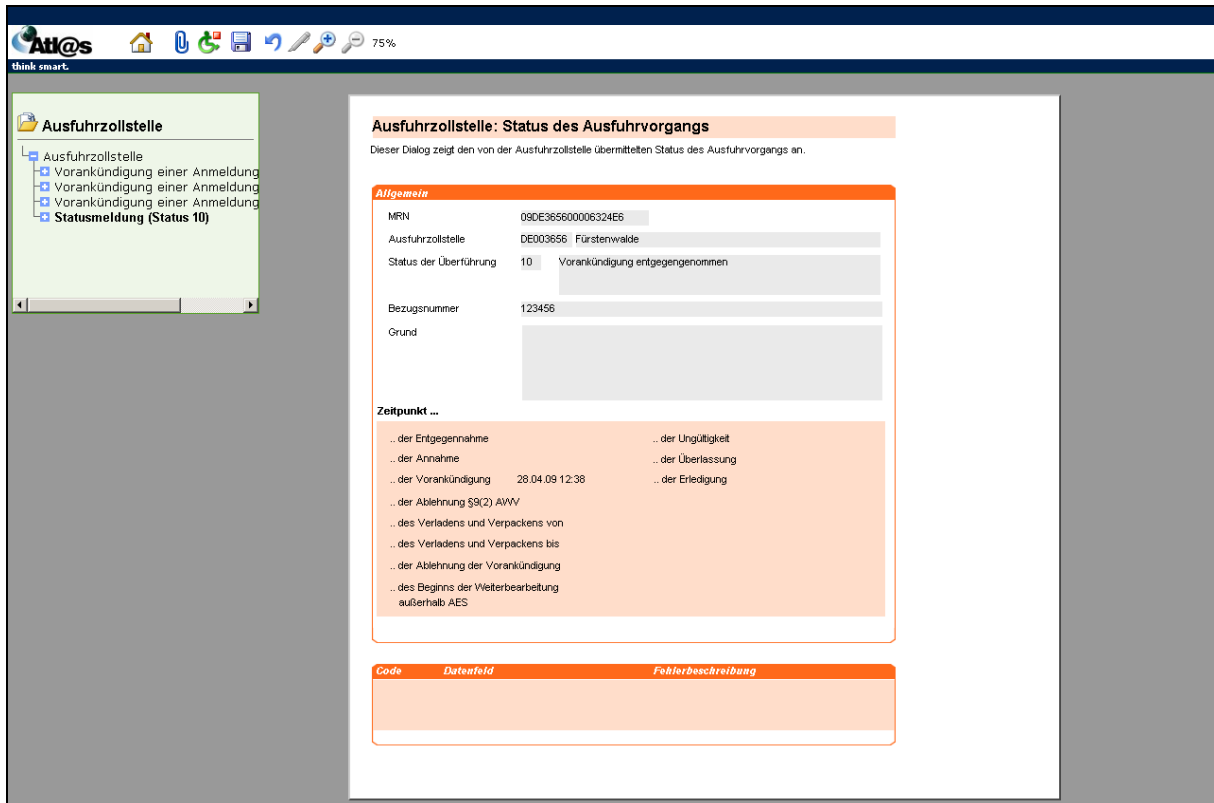 Atl@s
75%
think smart.
Ausfuhrzollstelle
Ausfuhrzollstelle
Vorankündigung einer Anmeldung
Vorankündigung einer Anmeldung
Vorankündigung einer Anmeldung
Statusmeldung (Status 10)
Ausfuhrzollstelle: Status des Ausfuhrvorgangs
Dieser Dialog zeigt den von der Ausfuhrzollstelle übermittelten Status des Ausfuhrvorgangs an.
Allgemein
MRN 09DE365600006324E6
Ausfuhrzollstelle DE003656 Fürstenwalde
Status der Überführung 10 Vorankündigung entgegengenommen
Bezugsnummer 123456
Grund
Zeitpunkt ...
.. der Entgegennahme .. der Ungültigkeit
.. der Annahme .. der Überlassung
.. der Vorankündigung 28.04.09 12:38 .. der Erledigung
.. der Ablehnung §9(2) AWV
.. des Verladens und Verpackens von
.. des Verladens und Verpackens bis
.. der Ablehnung der Vorankündigung
.. des Beginns der Weiterbearbeitung
außerhalb AES
Code Datenfeld Fehlerbeschreibung